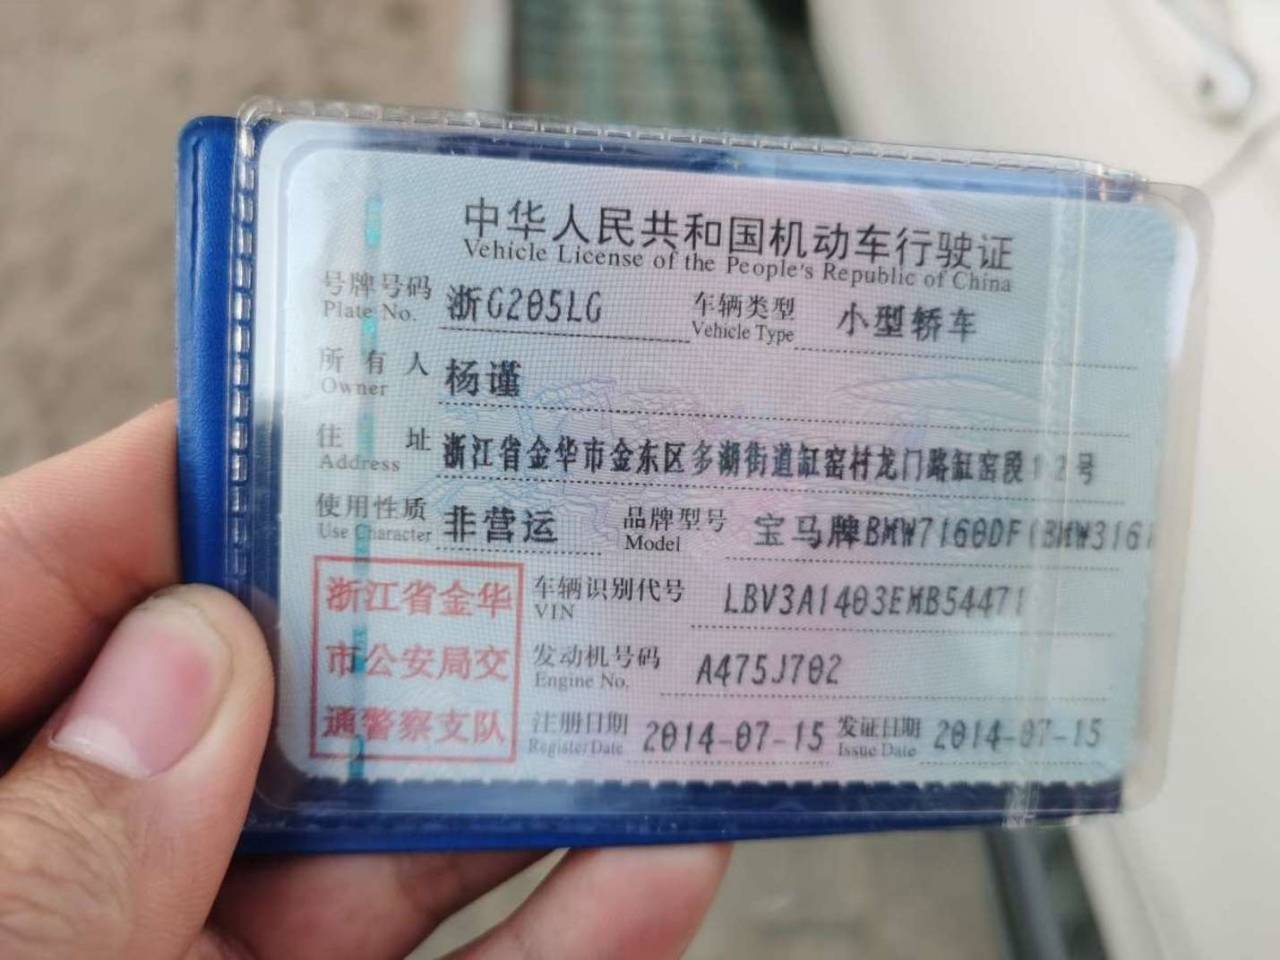 中华人民共和国机动车行驶证
Vehicle License of the People's Republic of China
号牌号码 浙G205LG 车辆类型 小型轿车
Plate No. Vehicle Type
所有人 杨谨
Owner
住址 浙江省金华市金东区多湖街道缸窑村龙门路缸窑段12号
Address
使用性质 非营运 品牌型号 宝马牌BMW7160DF(BMW316
Use Character Model
浙江省金华
市公安局交
通警察支队
车辆识别代号 LBV3A1403EMB54471
VIN
发动机号码 A475J702
Engine No.
注册日期 2014-07-15 发证日期 2014-07-15
Register Date Issue Date